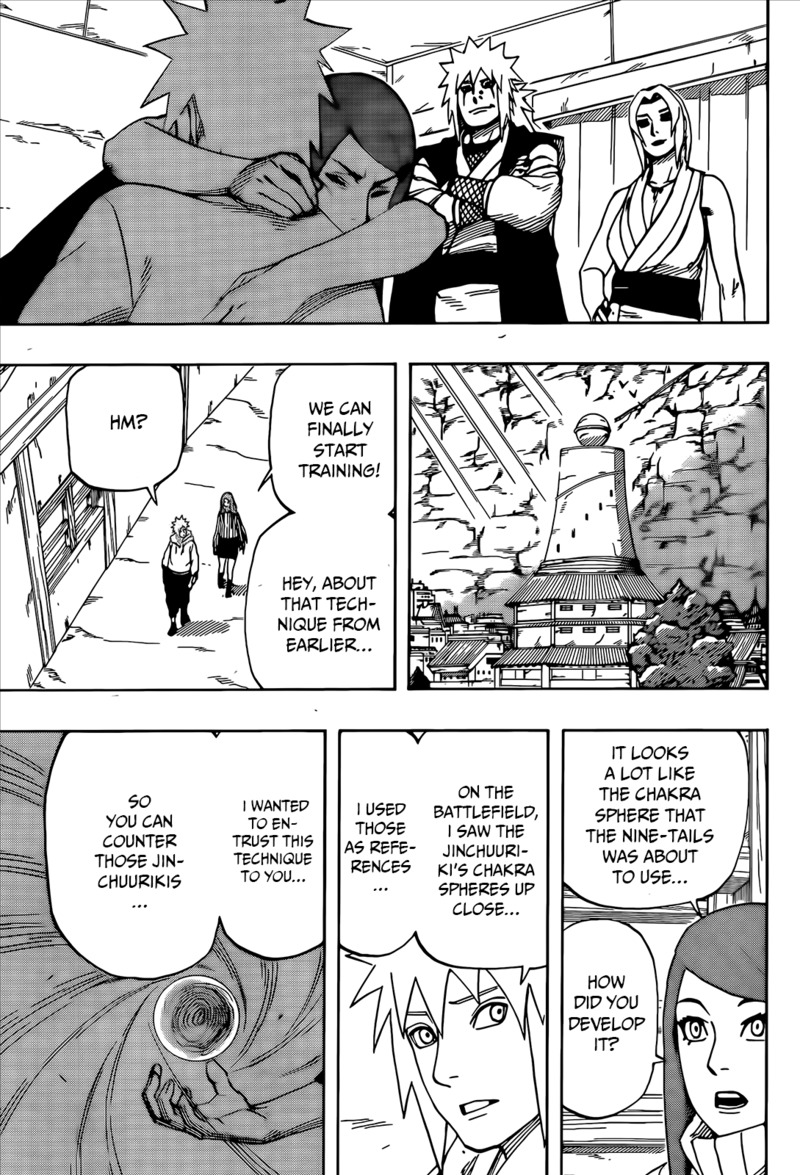 WE CAN
FINALLY
START
TRAINING!
HEY, ABOUT
THAT TECH-
NIQUE FROM
EARLIER...
HM?
IT LOOKS
A LOT LIKE
THE CHAKRA
SPHERE THAT
THE NINE-TAILS
WAS ABOUT
TO USE...
HOW
DID YOU
DEVELOP
IT?
ON THE
BATTLEFIELD,
I SAW THE
JINCHUURI-
KI'S CHAKRA
SPHERES UP
CLOSE...
I USED
THOSE
AS REFE-
RENCES
...
I WANTED
TO EN-
TRUST THIS
TECHNIQUE
TO YOU...
SO
YOU CAN
COUNTER
THOSE JIN-
CHUURIKIS
...